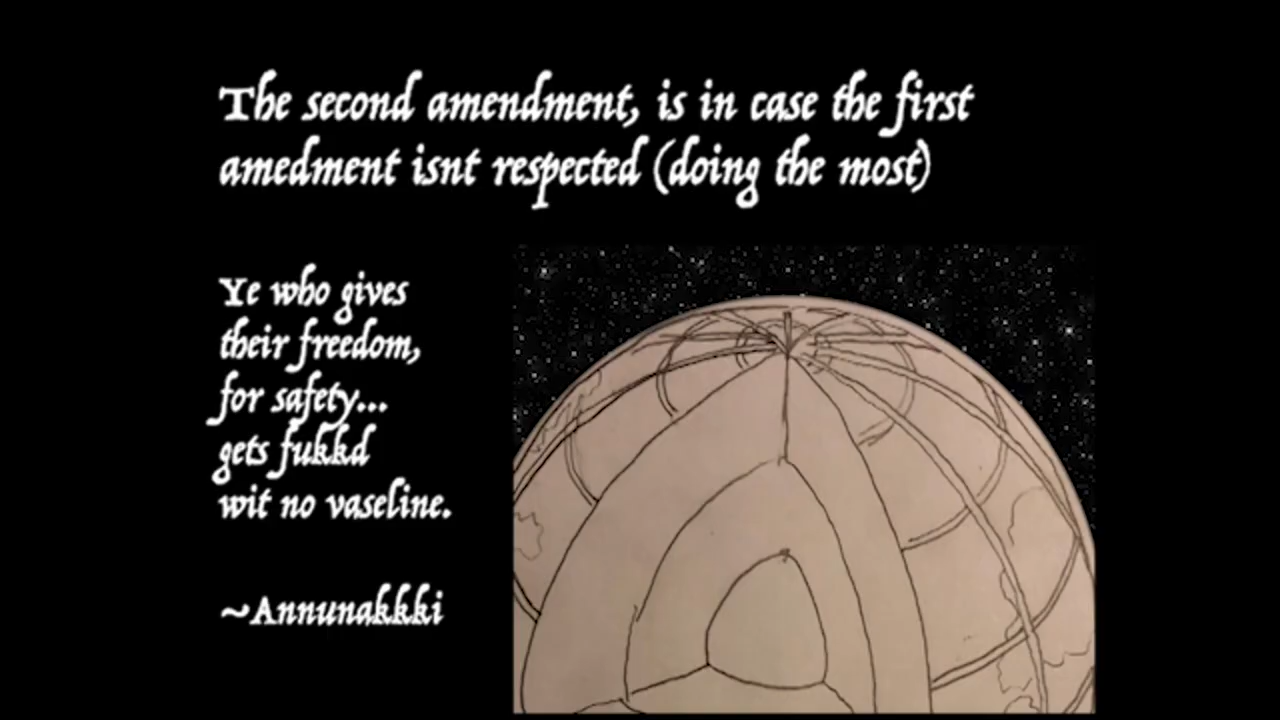 The second amendment, is in case the first
amedment isnt respected (doing the most)
Ye who gives
their freedom,
for safety...
gets fukkd
wit no vaseline.
~Annunakkki